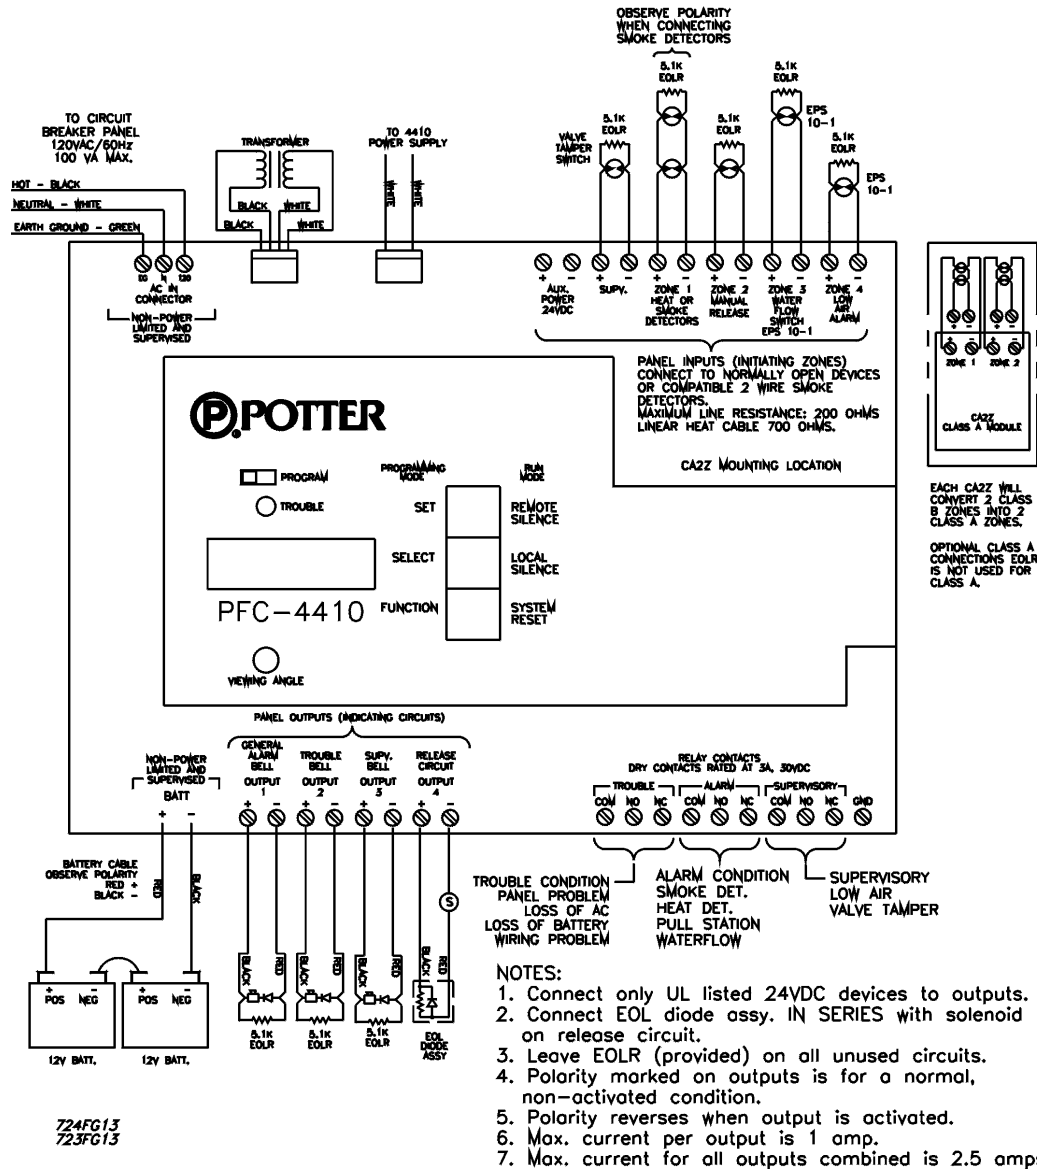 OBSERVE POLARITY
WHEN CONNECTING
SMOKE DETECTORS
5.1K
EOLR
5.1K
EOLR
5.1K
EOLR
5.1K
EOLR
5.1K
EOLR
EPS
10-1
EPS
10-1
VALVE
TAMPER
SWITCH
TO CIRCUIT
BREAKER PANEL
120VAC/60Hz
100 VA MAX.
HOT - BLACK
NEUTRAL - WHITE
EARTH GROUND - GREEN
TRANSFORMER
BLACK WHITE
BLACK WHITE
TO 4410
POWER SUPPLY
WHITE WHITE
EG N 120
AC IN
CONNECTOR
NON-POWER
LIMITED AND
SUPERVISED
+ - + - + - + - + - + -
AUX.
POWER
24VDC
SUPV.
ZONE 1
HEAT OR
SMOKE
DETECTORS
ZONE 2
MANUAL
RELEASE
ZONE 3
WATER
FLOW
SWITCH
EPS 10-1
ZONE 4
LOW
AIR
ALARM
PANEL INPUTS (INITIATING ZONES)
CONNECT TO NORMALLY OPEN DEVICES
OR COMPATIBLE 2 WIRE SMOKE
DETECTORS.
MAXIMUM LINE RESISTANCE: 200 OHMS
LINEAR HEAT CABLE 700 OHMS.
CA2Z MOUNTING LOCATION
+ - + -
+ - + -
ZONE 1 ZONE 2
CA2Z
CLASS A MODULE
EACH CA2Z WILL
CONVERT 2 CLASS
B ZONES INTO 2
CLASS A ZONES.
OPTIONAL CLASS A
CONNECTIONS EOLR
IS NOT USED FOR
CLASS A.
P.POTTER
PROGRAM
TROUBLE
PROGRAMMING
MODE
RUN
MODE
SET
REMOTE
SILENCE
SELECT
LOCAL
SILENCE
FUNCTION
SYSTEM
RESET
PFC-4410
VIEWING ANGLE
PANEL OUTPUTS (INDICATING CIRCUITS)
GENERAL
ALARM
BELL
OUTPUT
1
TROUBLE
BELL
OUTPUT
2
SUPV.
BELL
OUTPUT
3
RELEASE
CIRCUIT
OUTPUT
4
+ - + - + - + -
NON-POWER
LIMITED AND
SUPERVISED
BATT
+ -
RELAY CONTACTS
DRY CONTACTS RATED AT 3A, 30VDC
TROUBLE ALARM SUPERVISORY
COM NO NC COM NO NC COM NO NC GND
TROUBLE CONDITION
PANEL PROBLEM
LOSS OF AC
LOSS OF BATTERY
WIRING PROBLEM
ALARM CONDITION
SMOKE DET.
HEAT DET.
PULL STATION
WATERFLOW
SUPERVISORY
LOW AIR
VALVE TAMPER
BATTERY CABLE
OBSERVE POLARITY
RED +
BLACK -
RED BLACK
+ - + -
POS NEG POS NEG
12V BATT. 12V BATT.
S
BLACK RED BLACK RED BLACK RED BLACK RED
5.1K
EOLR
5.1K
EOLR
5.1K
EOLR
EOL
DIODE
ASSY
NOTES:
1. Connect only UL listed 24VDC devices to outputs.
2. Connect EOL diode assy. IN SERIES with solenoid
on release circuit.
3. Leave EOLR (provided) on all unused circuits.
4. Polarity marked on outputs is for a normal,
non-activated condition.
5. Polarity reverses when output is activated.
6. Max. current per output is 1 amp.
7. Max. current for all outputs combined is 2.5 amps
724FG13
723FG13